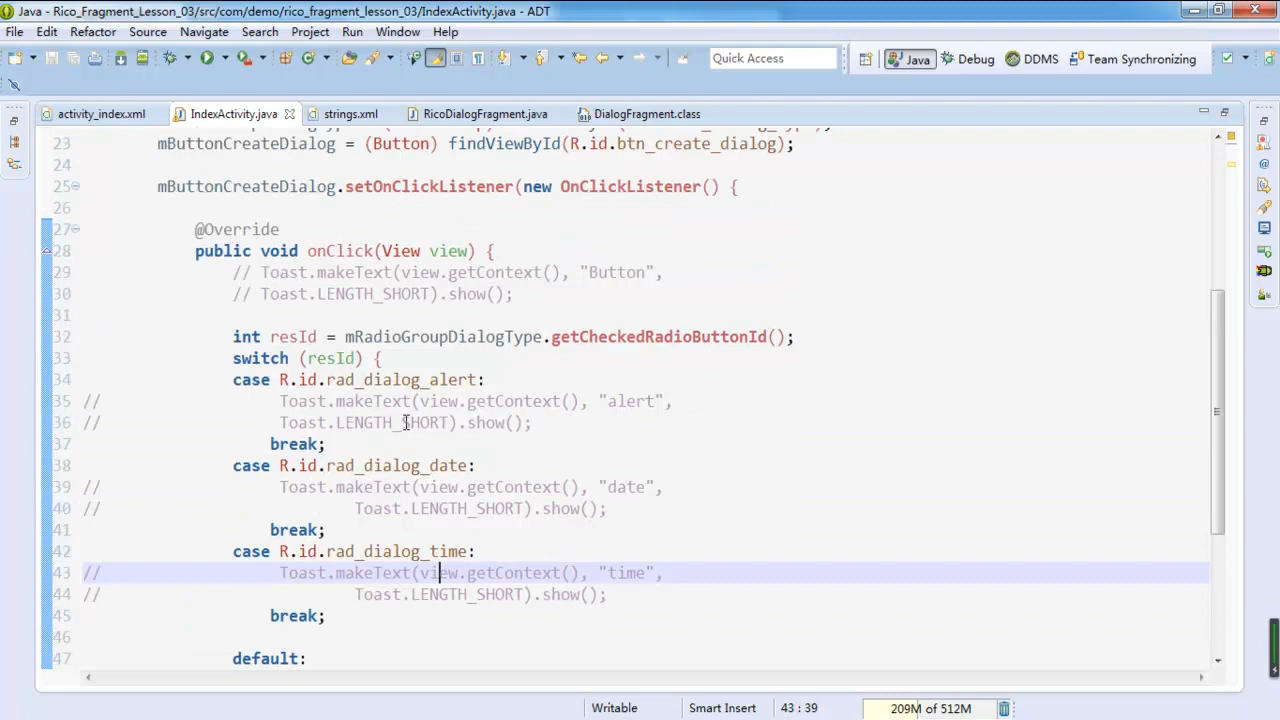 Java - Rico_Fragment_Lesson_03/src/com/demo/rico_fragment_lesson_03/IndexActivity.java - ADT
File Edit Refactor Source Navigate Search Project Run Window Help
Quick Access Java Debug DDMS Team Synchronizing
activity_index.xml IndexActivity.java strings.xml RicoDialogFragment.java DialogFragment.class
23 mButtonCreateDialog = (Button) findViewById(R.id.btn_create_dialog);
24
25 mButtonCreateDialog.setOnClickListener(new OnClickListener() {
26
27 @Override
28 public void onClick(View view) {
29 // Toast.makeText(view.getContext(), "Button",
30 // Toast.LENGTH_SHORT).show();
31
32 int resId = mRadioGroupDialogType.getCheckedRadioButtonId();
33 switch (resId) {
34 case R.id.rad_dialog_alert:
35 // Toast.makeText(view.getContext(), "alert",
36 // Toast.LENGTH_SHORT).show();
37 break;
38 case R.id.rad_dialog_date:
39 // Toast.makeText(view.getContext(), "date",
40 // Toast.LENGTH_SHORT).show();
41 break;
42 case R.id.rad_dialog_time:
43 // Toast.makeText(view.getContext(), "time",
44 // Toast.LENGTH_SHORT).show();
45 break;
46
47 default:
Writable Smart Insert 43 : 39 209M of 512M